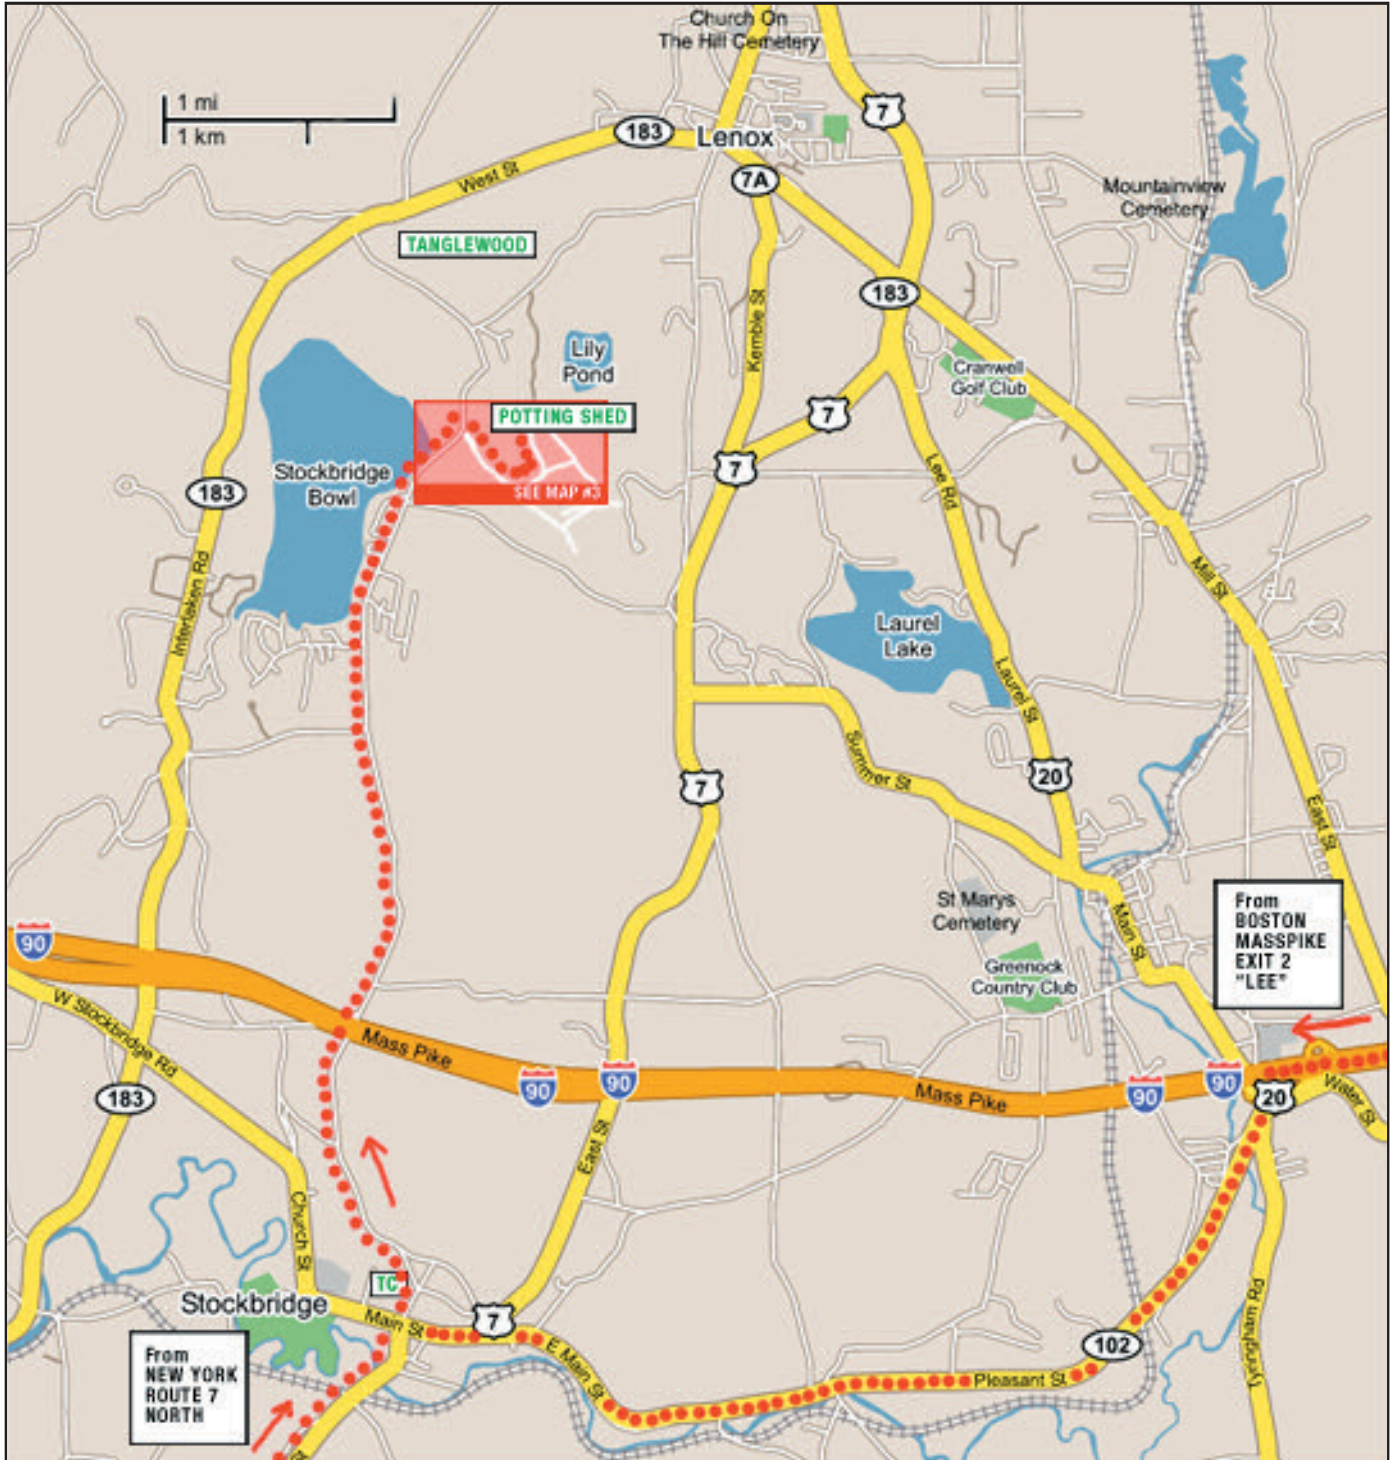 Church On
The Hill Cemetery
1 mi
1 km
7
183
Lenox
West St
7A
Mountainview
Cemetery
TANGLEWOOD
183
Kemble St
Lily
Pond
Cranwell
Golf Club
POTTING SHED
7
Stockbridge
Bowl
7
183
SEE MAP #3
Lee Rd
Interlaken Rd
Mill St
Laurel
Lake
Laurel St
Summer St
20
7
East St
St Marys
Cemetery
Main St
From
BOSTON
MASSPIKE
EXIT 2
"LEE"
90
Greenock
Country Club
W Stockbridge Rd
Mass Pike
90
90
Mass Pike
90
90
20
Water St
183
East St
Church St
TC
Stockbridge
Main St
7
102
Tyringham Rd
From
NEW YORK
ROUTE 7
NORTH
E Main St
Pleasant St